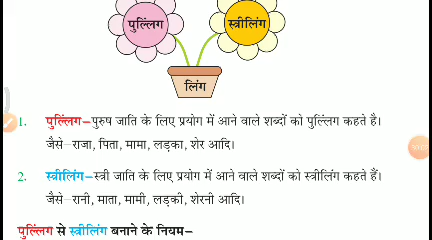 पुल्लिंग
स्त्रीलिंग
लिंग
1. पुल्लिंग–पुरुष जाति के लिए प्रयोग में आने वाले शब्दों को पुल्लिंग कहते है।
जैसे–राजा, पिता, मामा, लड़का, शेर आदि।
2. स्त्रीलिंग–स्त्री जाति के लिए प्रयोग में आने वाले शब्दों को स्त्रीलिंग कहते हैं।
जैसे–रानी, माता, मामी, लड़की, शेरनी आदि।
पुल्लिंग से स्त्रीलिंग बनाने के नियम–